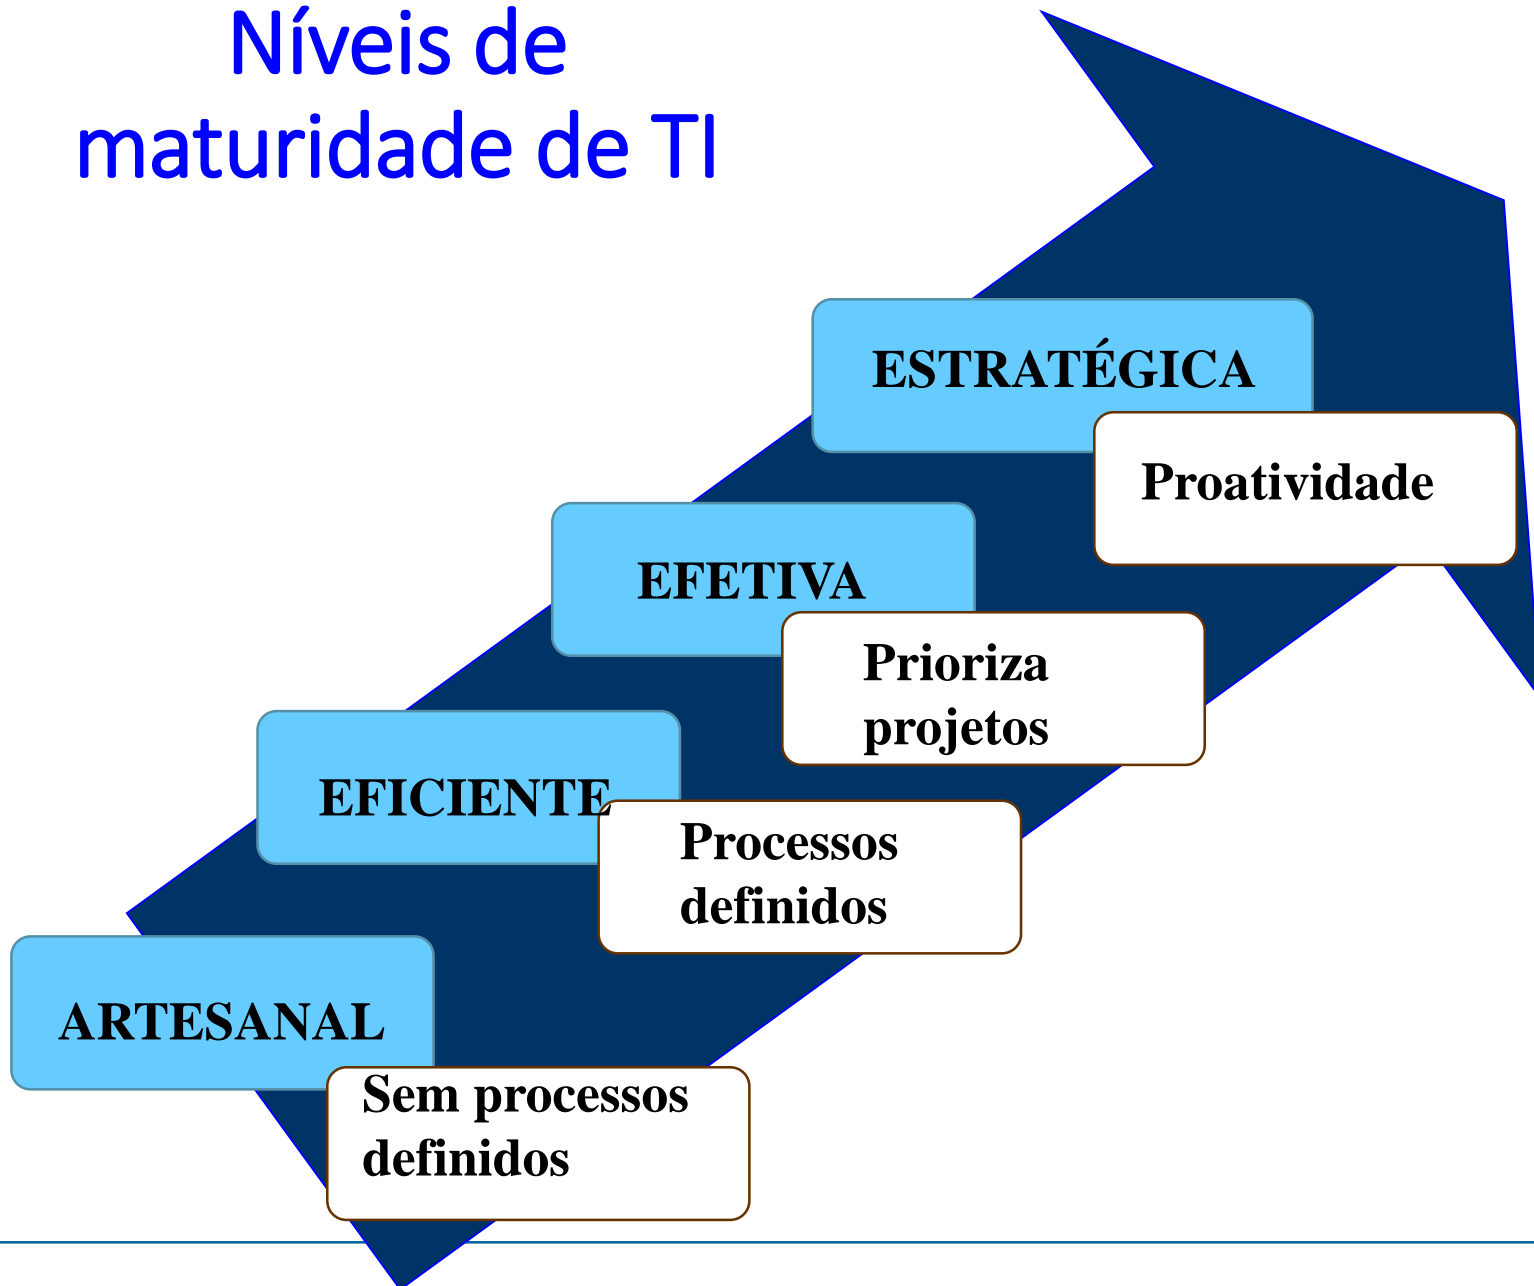 Níveis de
maturidade de TI
ESTRATÉGICA
Proatividade
EFETIVA
Prioriza
projetos
EFICIENTE
Processos
definidos
ARTESANAL
Sem processos
definidos